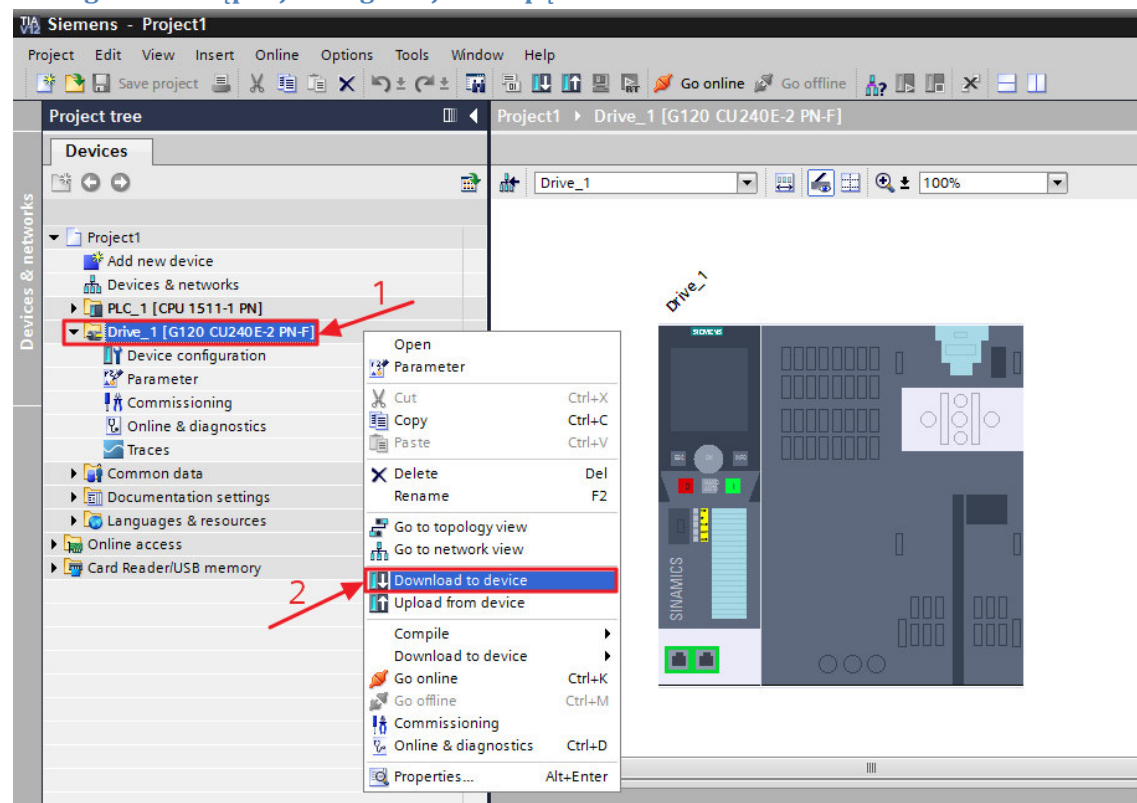 Siemens - Project1
Project Edit View Insert Online Options Tools Window Help
Save project Go online Go offline
Project tree
Project1 Drive_1 [G120 CU240E-2 PN-F]
Devices
Drive_1 100%
Devices & networks
Project1
Add new device
Devices & networks
PLC_1 [CPU 1511-1 PN]
Drive_1 [G120 CU240E-2 PN-F]
Device configuration
Parameter
Commissioning
Online & diagnostics
Traces
Common data
Documentation settings
Languages & resources
Online access
Card Reader/USB memory
1
2
Open
Parameter
Cut Ctrl+X
Copy Ctrl+C
Paste Ctrl+V
Delete Del
Rename F2
Go to topology view
Go to network view
Download to device
Upload from device
Compile
Download to device
Go online Ctrl+K
Go offline Ctrl+M
Commissioning
Online & diagnostics Ctrl+D
Properties... Alt+Enter
Drive_1
SIEMENS
SINAMICS